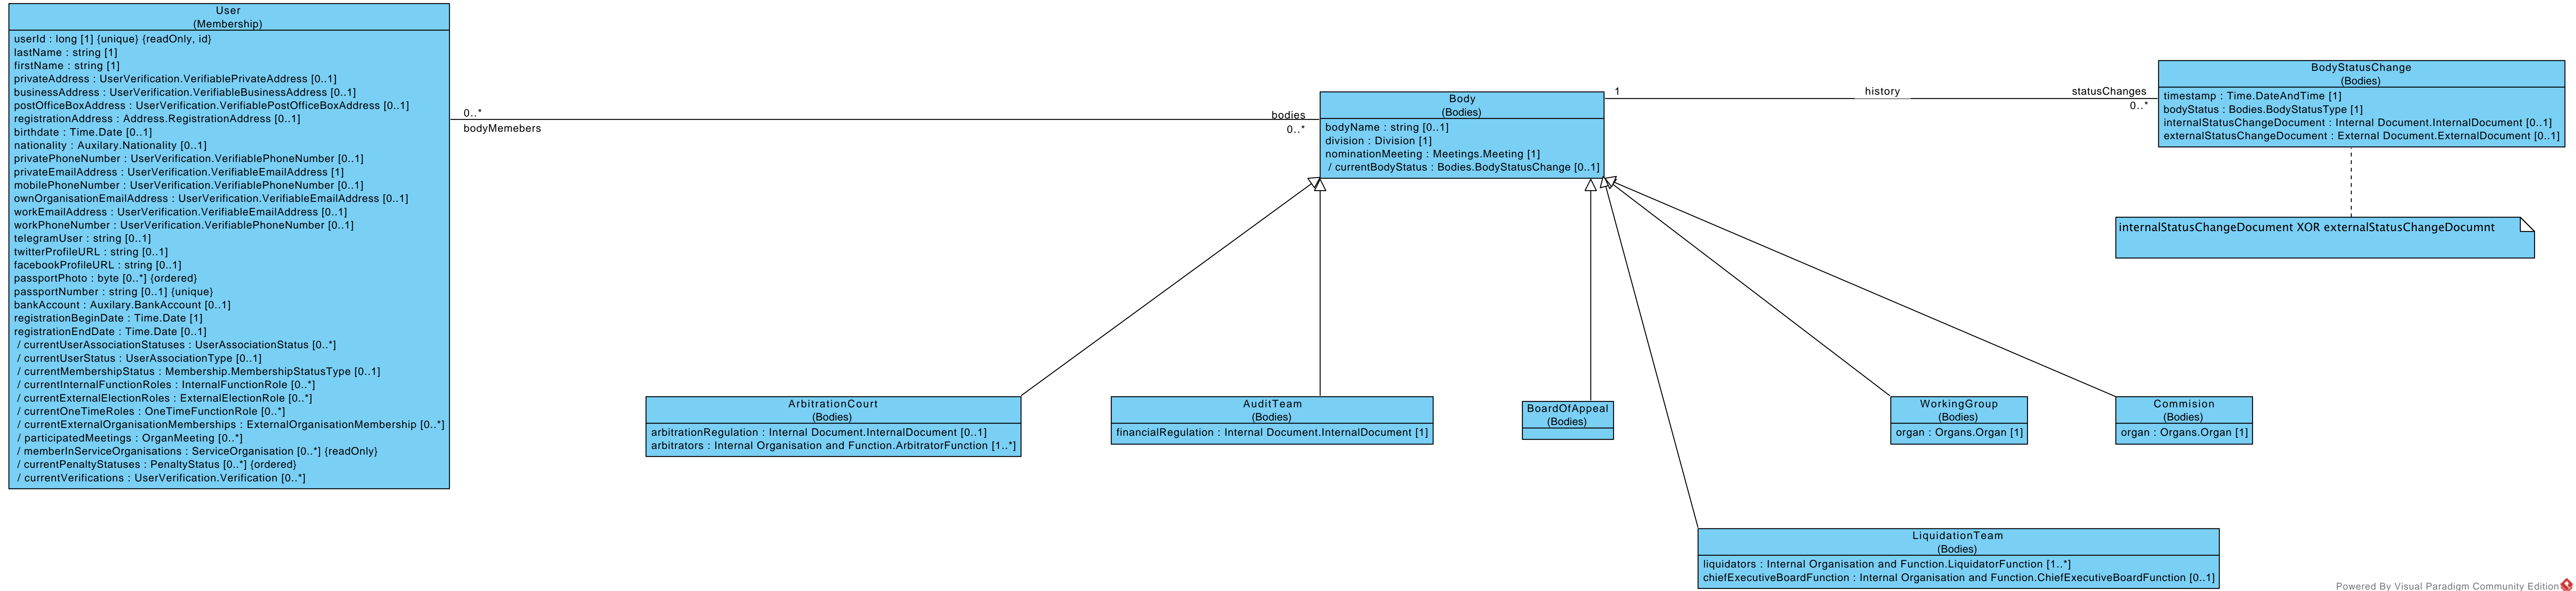 User
(Membership)
userId : long [1] {unique} {readOnly, id}
lastName : string [1]
firstName : string [1]
privateAddress : UserVerification.VerifiablePrivateAddress [0..1]
businessAddress : UserVerification.VerifiableBusinessAddress [0..1]
postOfficeBoxAddress : UserVerification.VerifiablePostOfficeBoxAddress [0..1]
registrationAddress : Address.RegistrationAddress [0..1]
birthdate : Time.Date [0..1]
nationality : Auxilary.Nationality [0..1]
privatePhoneNumber : UserVerification.VerifiablePhoneNumber [0..1]
privateEmailAddress : UserVerification.VerifiableEmailAddress [1]
mobilePhoneNumber : UserVerification.VerifiablePhoneNumber [0..1]
ownOrganisationEmailAddress : UserVerification.VerifiableEmailAddress [0..1]
workEmailAddress : UserVerification.VerifiableEmailAddress [0..1]
workPhoneNumber : UserVerification.VerifiablePhoneNumber [0..1]
telegramUser : string [0..1]
twitterProfileURL : string [0..1]
facebookProfileURL : string [0..1]
passportPhoto : byte [0..*] {ordered}
passportNumber : string [0..1] {unique}
bankAccount : Auxilary.BankAccount [0..1]
registrationBeginDate : Time.Date [1]
registrationEndDate : Time.Date [0..1]
/ currentUserAssociationStatuses : UserAssociationStatus [0..*]
/ currentUserStatus : UserAssociationType [0..1]
/ currentMembershipStatus : Membership.MembershipStatusType [0..1]
/ currentInternalFunctionRoles : InternalFunctionRole [0..*]
/ currentExternalElectionRoles : ExternalElectionRole [0..*]
/ currentOneTimeRoles : OneTimeFunctionRole [0..*]
/ currentExternalOrganisationMemberships : ExternalOrganisationMembership [0..*]
/ participatedMeetings : OrganMeeting [0..*]
/ memberInServiceOrganisations : ServiceOrganisation [0..*] {readOnly}
/ currentPenaltyStatuses : PenaltyStatus [0..*] {ordered}
/ currentVerifications : UserVerification.Verification [0..*]
0..*
bodyMemebers
bodies
0..*
Body
(Bodies)
bodyName : string [0..1]
division : Division [1]
nominationMeeting : Meetings.Meeting [1]
/ currentBodyStatus : Bodies.BodyStatusChange [0..1]
1
history
statusChanges
0..*
BodyStatusChange
(Bodies)
timestamp : Time.DateAndTime [1]
bodyStatus : Bodies.BodyStatusType [1]
internalStatusChangeDocument : Internal Document.InternalDocument [0..1]
externalStatusChangeDocument : External Document.ExternalDocument [0..1]
internalStatusChangeDocument XOR externalStatusChangeDocumnt
ArbitrationCourt
(Bodies)
arbitrationRegulation : Internal Document.InternalDocument [0..1]
arbitrators : Internal Organisation and Function.ArbitratorFunction [1..*]
AuditTeam
(Bodies)
financialRegulation : Internal Document.InternalDocument [1]
BoardOfAppeal
(Bodies)
WorkingGroup
(Bodies)
organ : Organs.Organ [1]
Commision
(Bodies)
organ : Organs.Organ [1]
LiquidationTeam
(Bodies)
liquidators : Internal Organisation and Function.LiquidatorFunction [1..*]
chiefExecutiveBoardFunction : Internal Organisation and Function.ChiefExecutiveBoardFunction [0..1]
Powered By Visual Paradigm Community Edition